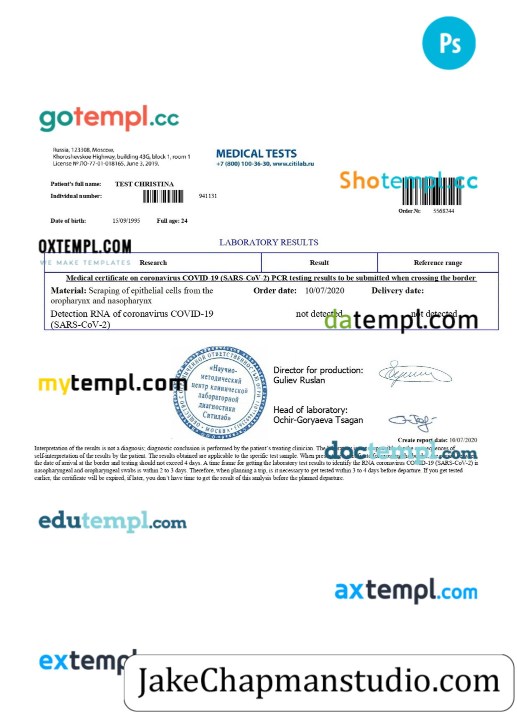 Ps
gotempl.cc
Russia, 123308, Moscow,
Khoroshevskoe Highway, building 43G, block 1, room 1
License № ЛО-77-01-018165. June 3, 2019.
MEDICAL TESTS
+7 (800) 100-36-30, www.citilab.ru
Shotempl.cc
Patient's full name: TEST CHRISTINA
Individual number: 941131
Order №: 5568744
Date of birth: 15/09/1995 Full age: 24
QXTEMPL.COM
WE MAKE TEMPLATES
LABORATORY RESULTS
Research Result Reference range
Medical certificate on coronavirus COVID-19 (SARS-CoV-2) PCR testing results to be submitted when crossing the border
Material: Scraping of epithelial cells from the oropharynx and nasopharynx
Order date: 10/07/2020 Delivery date:
Detection RNA of coronavirus COVID-19 (SARS-CoV-2)
not detected not detected
datempl.com
mytempl.com
«Научно-
методический
центр клинической
лабораторной
диагностики
Ситилаб»
Director for production:
Guliev Ruslan
Head of laboratory:
Ochir-Goryaeva Tsagan
Create report date: 10/07/2020
Interpretation of the results is not a diagnosis; diagnostic conclusion is performed by the patient's treating clinician. The
self-interpretation of the results by the patient. The results obtained are applicable to the specific test sample. When
the date of arrival at the border and testing should not exceed 4 days. A time frame for getting the laboratory test results to identify the RNA coronavirus COVID-19 (SARS-CoV-2) is
nasopharyngeal and oropharyngeal swabs is within 2 to 3 days. Therefore, when planning a trip, is it necessary to get tested within 3 to 4 days before departure. If you get tested
earlier, the certificate will be expired, if later, you don't have time to get the result of this analysis before the planned departure.
doctempl.com
edutempl.com
axtempl.com
extemp
JakeChapmanstudio.com